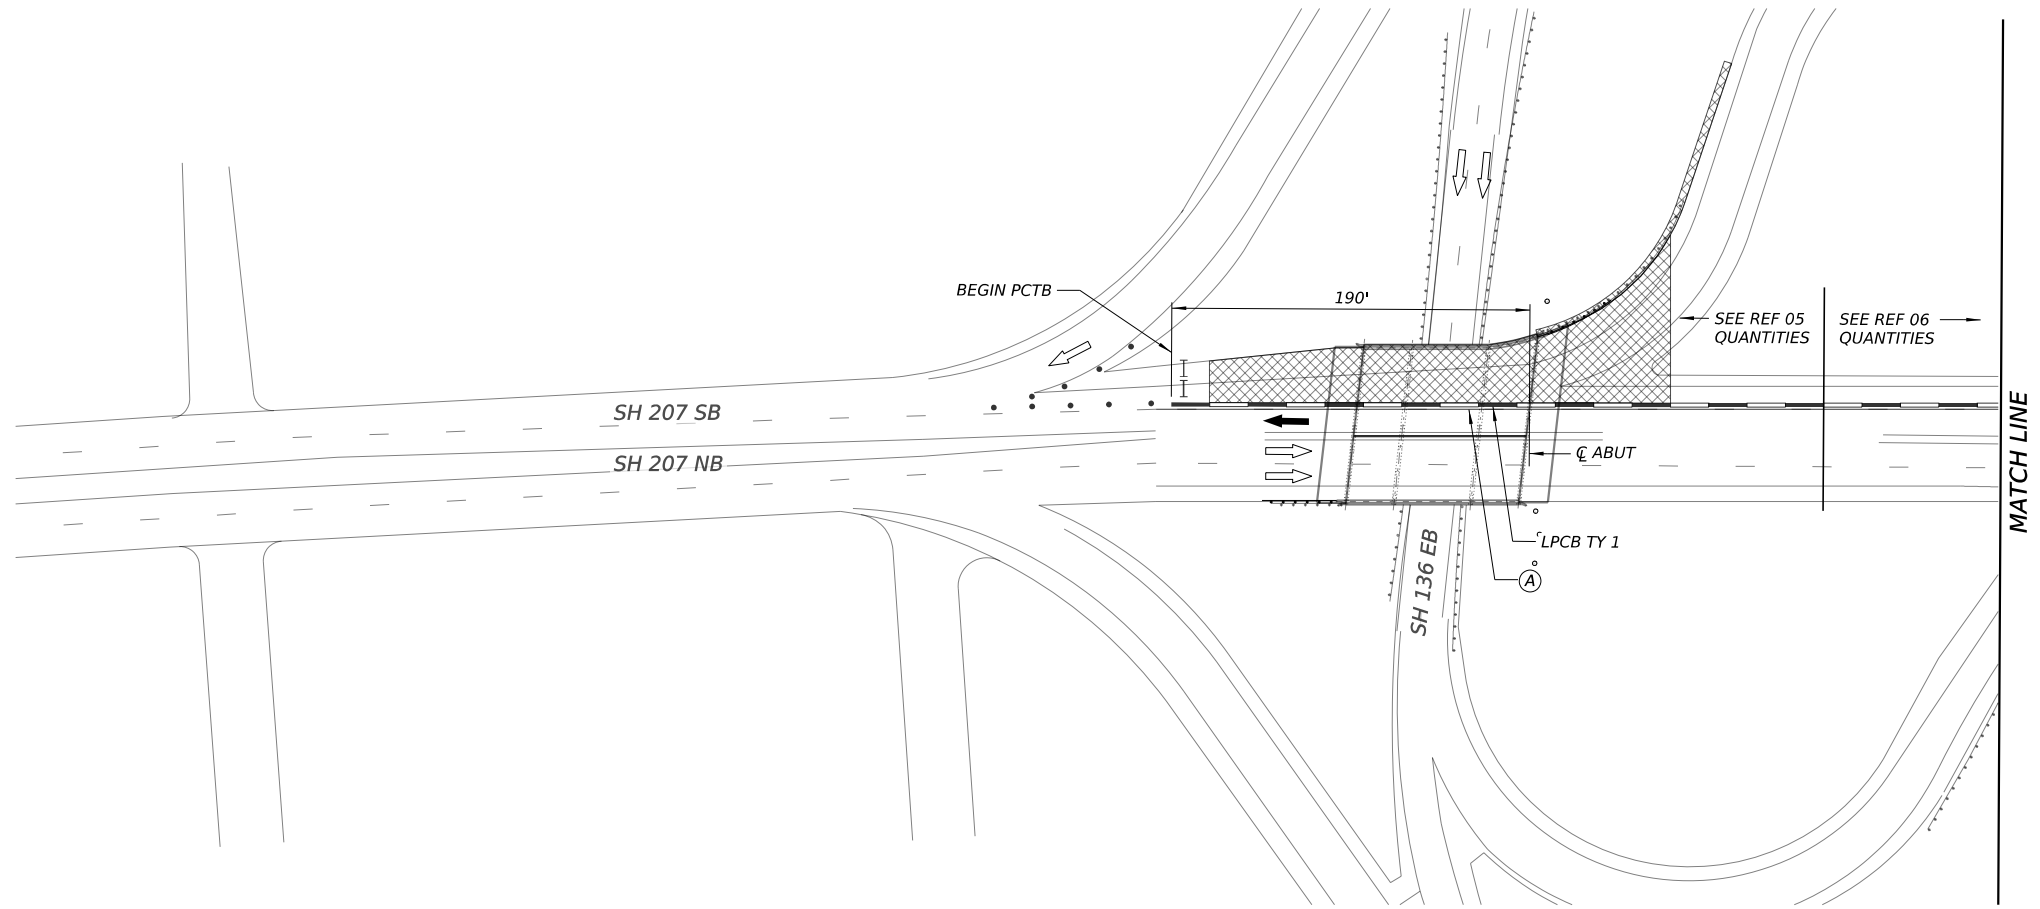 BEGIN PCTB
190'
SEE REF 05
QUANTITIES
SEE REF 06
QUANTITIES
SH 207 SB
SH 207 NB
℄ ABUT
LPCB TY 1
A
SH 136 EB
MATCH LINE